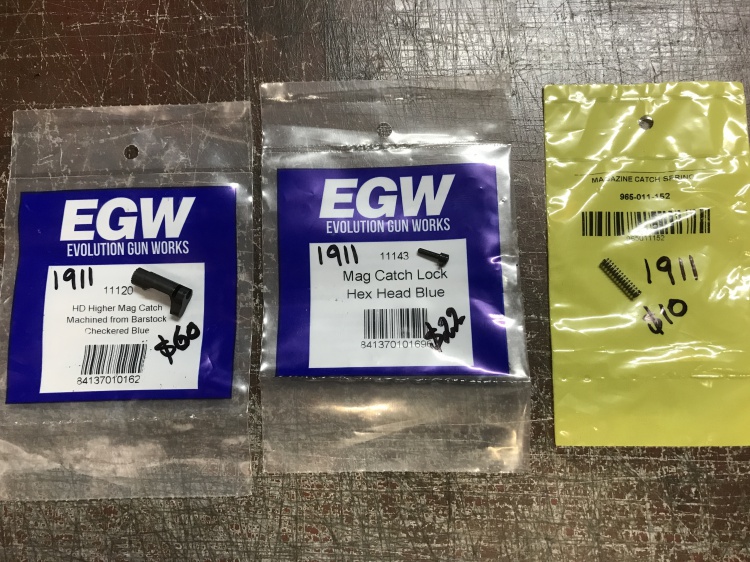 EGW
EVOLUTION GUN WORKS
1911
11120
HD Higher Mag Catch
Machined from Barstock
Checkered Blue
$60
84137010162
EGW
EVOLUTION GUN WORKS
1911
11143
Mag Catch Lock
Hex Head Blue
$22
8413701016
MAGAZINE CATCH SPRING
965-011-152
965011152
1911
$10